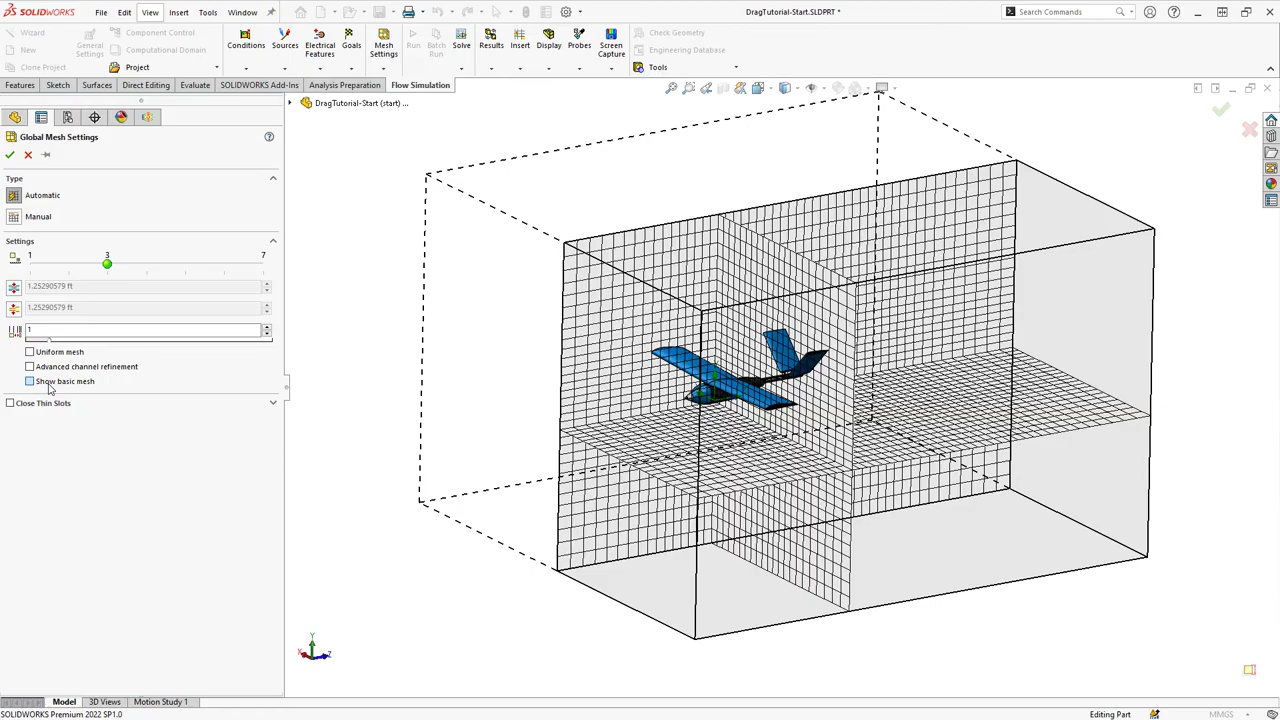 SOLIDWORKS File Edit View Insert Tools Window DragTutorial-Start.SLDPRT * Search Commands
Wizard
New
Clone Project
General Settings
Component Control
Computational Domain
Project
Conditions
Sources
Electrical Features
Goals
Mesh Settings
Run
Batch Run
Solve
Results
Insert
Display
Probes
Screen Capture
Check Geometry
Engineering Database
Tools
Features Sketch Surfaces Direct Editing Evaluate SOLIDWORKS Add-Ins Analysis Preparation Flow Simulation
DragTutorial-Start (start) ...
Global Mesh Settings
Type
Automatic
Manual
Settings
1 3 7
1.25290579 ft
1.25290579 ft
1
Uniform mesh
Advanced channel refinement
Show basic mesh
Close Thin Slots
Y
X Z
Model 3D Views Motion Study 1
SOLIDWORKS Premium 2022 SP1.0 Editing Part MMGS